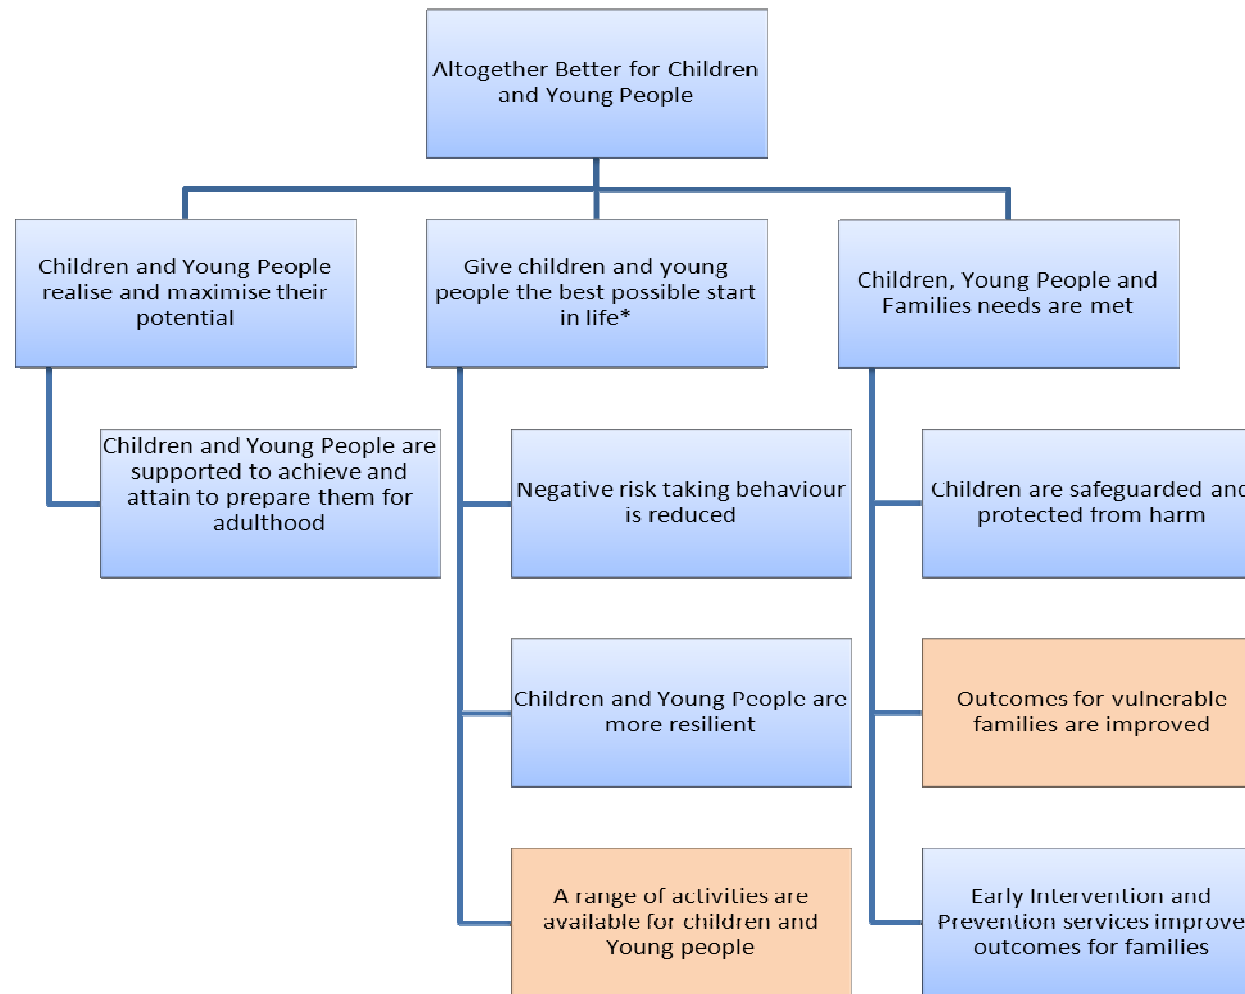 Altogether Better for Children
and Young People
Children and Young People
realise and maximise their
potential
Give children and young
people the best possible start
in life*
Children, Young People and
Families needs are met
Children and Young People are
supported to achieve and
attain to prepare them for
adulthood
Negative risk taking behaviour
is reduced
Children are safeguarded and
protected from harm
Children and Young People are
more resilient
Outcomes for vulnerable
families are improved
A range of activities are
available for children and
Young people
Early Intervention and
Prevention services improve
outcomes for families